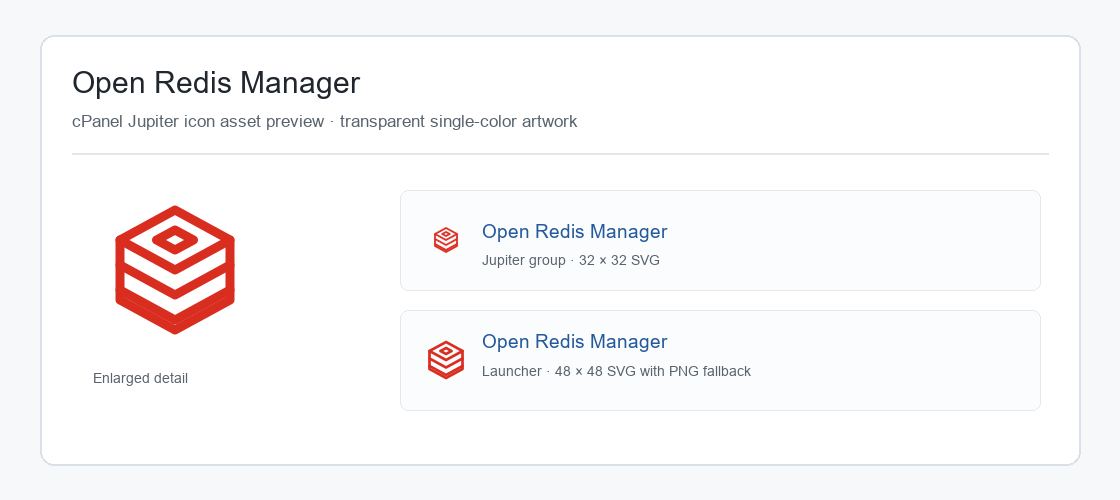 Open Redis Manager
cPanel Jupiter icon asset preview · transparent single-color artwork
Enlarged detail
Open Redis Manager
Jupiter group · 32 × 32 SVG
Open Redis Manager
Launcher · 48 × 48 SVG with PNG fallback